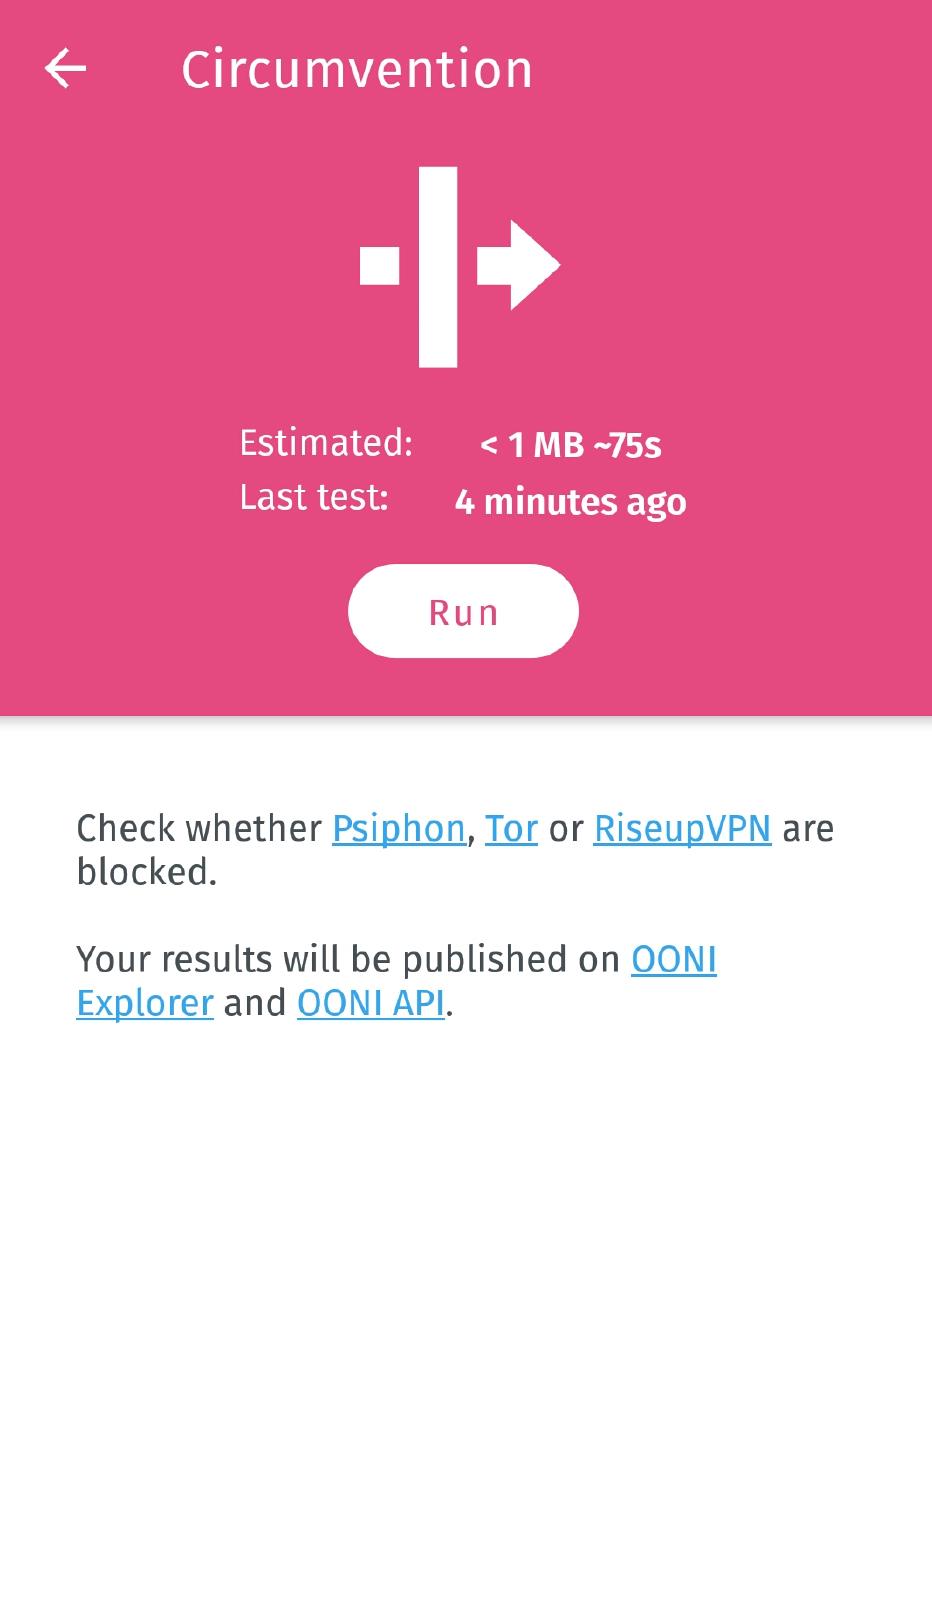 Circumvention
Estimated: < 1 MB ~75s
Last test: 4 minutes ago
Run
Check whether Psiphon, Tor or RiseupVPN are
blocked.
Your results will be published on OONI
Explorer and OONI API.